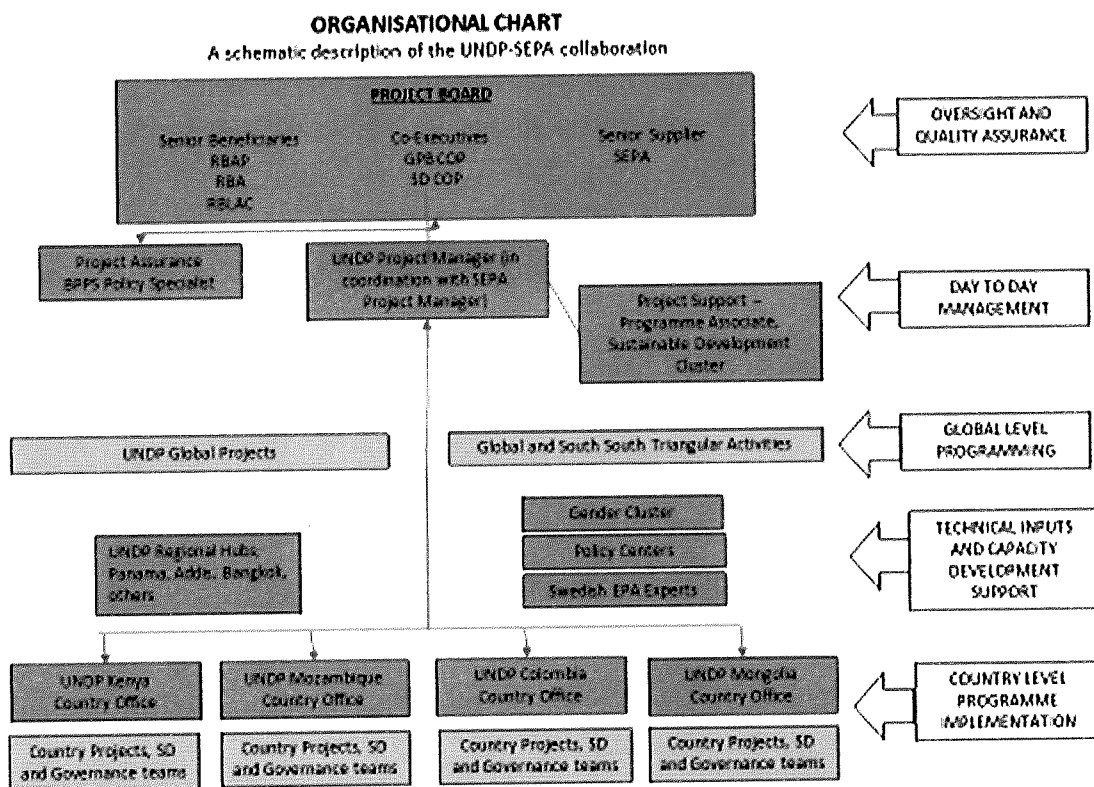 ORGANISATIONAL CHART
A schematic description of the UNDP-SEPA collaboration
PROJECT BOARD
Senior Beneficiaries
RBAP
RBA
RBLAC
Co-Executives
GPBCOP
SD COP
Senior Supplier
SEPA
OVERSIGHT AND
QUALITY ASSURANCE
Project Assurance
BPPS Policy Specialist
UNDP Project Manager (in
coordination with SEPA
Project Manager)
Project Support –
Programme Associate,
Sustainable Development
Cluster
DAY TO DAY
MANAGEMENT
UNDP Global Projects
Global and South South Triangular Activities
GLOBAL LEVEL
PROGRAMMING
UNDP Regional Hubs,
Panama, Addis, Bangkok,
others
Gender Cluster
Policy Centers
Swedish EPA Experts
TECHNICAL INPUTS
AND CAPACITY
DEVELOPMENT
SUPPORT
UNDP Kenya
Country Office
UNDP Mozambique
Country Office
UNDP Colombia
Country Office
UNDP Mongolia
Country Office
COUNTRY LEVEL
PROGRAMME
IMPLEMENTATION
Country Projects, SD
and Governance teams
Country Projects, SD
and Governance teams
Country Projects, SD
and Governance teams
Country Projects, SD
and Governance teams